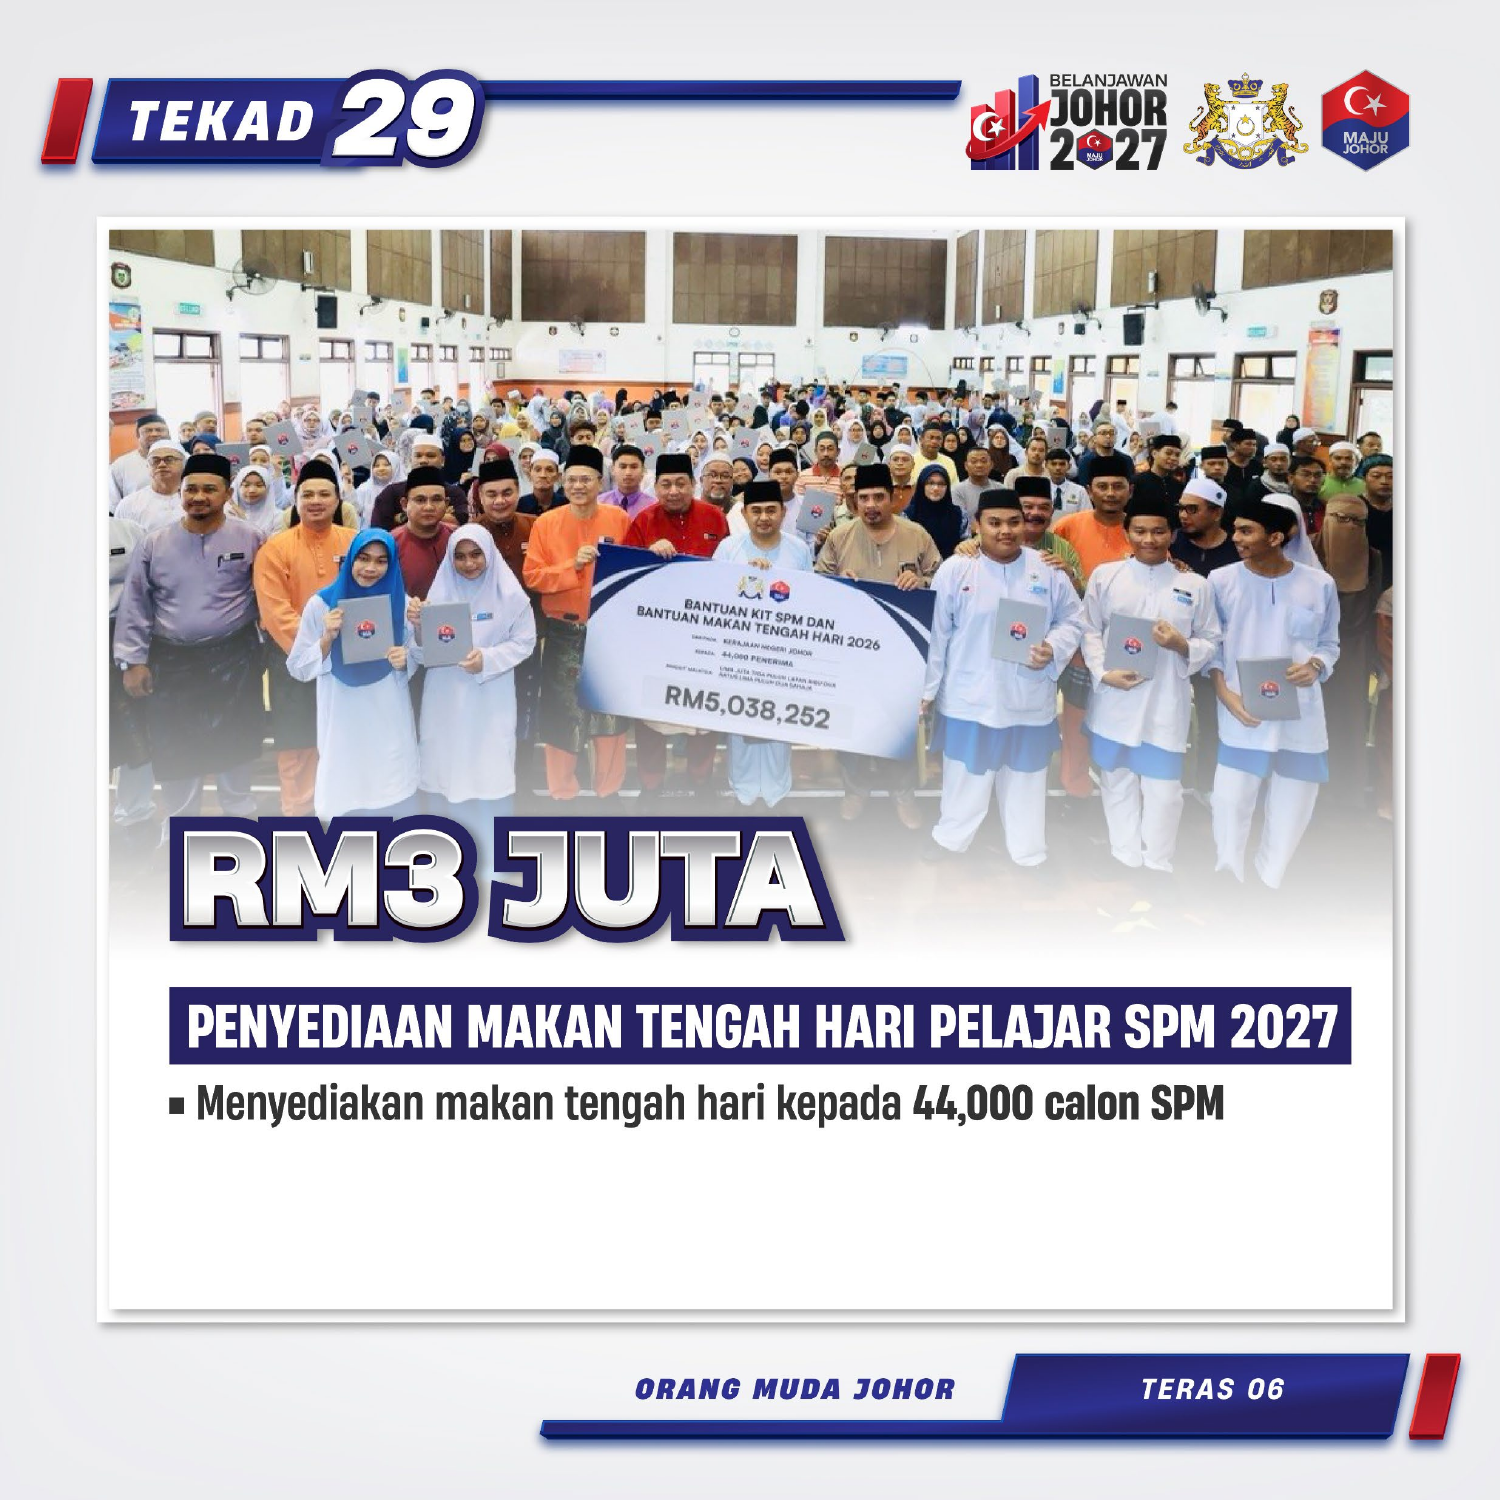 TEKAD 29
BELANJAWAN
JOHOR
2027
MAJU
JOHOR
BANTUAN KIT SPM DAN
BANTUAN MAKAN TENGAH HARI 2026
KERAJAAN NEGERI JOHOR
44,000 PENERIMA
RM5,038,252
RM3 JUTA
PENYEDIAAN MAKAN TENGAH HARI PELAJAR SPM 2027
▪ Menyediakan makan tengah hari kepada 44,000 calon SPM
ORANG MUDA JOHOR
TERAS 06